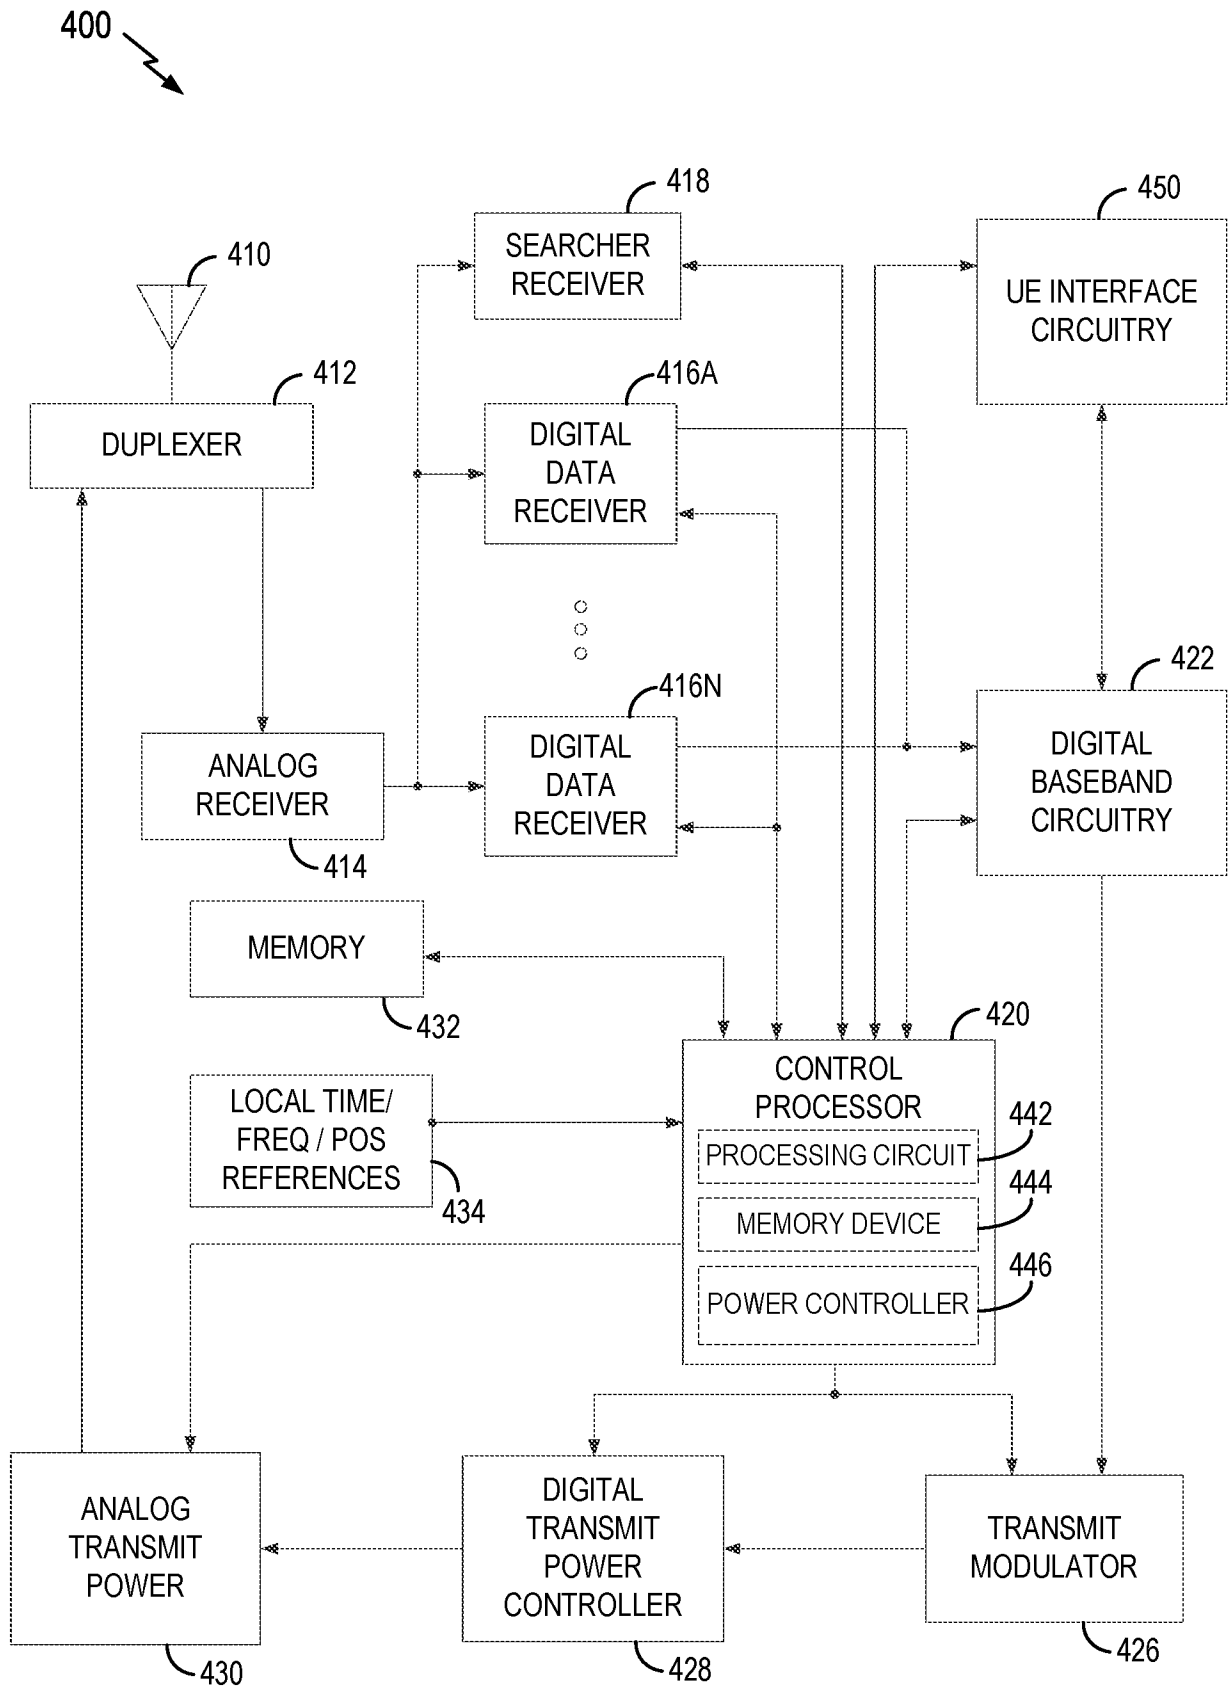 400
418
450
SEARCHER
RECEIVER
UE INTERFACE
CIRCUITRY
410
412
DUPLEXER
416A
DIGITAL
DATA
RECEIVER
416N
DIGITAL
DATA
RECEIVER
422
DIGITAL
BASEBAND
CIRCUITRY
ANALOG
RECEIVER
414
MEMORY
432
420
CONTROL
PROCESSOR
LOCAL TIME/
FREQ / POS
REFERENCES
434
442
PROCESSING CIRCUIT
444
MEMORY DEVICE
446
POWER CONTROLLER
ANALOG
TRANSMIT
POWER
430
DIGITAL
TRANSMIT
POWER
CONTROLLER
428
TRANSMIT
MODULATOR
426